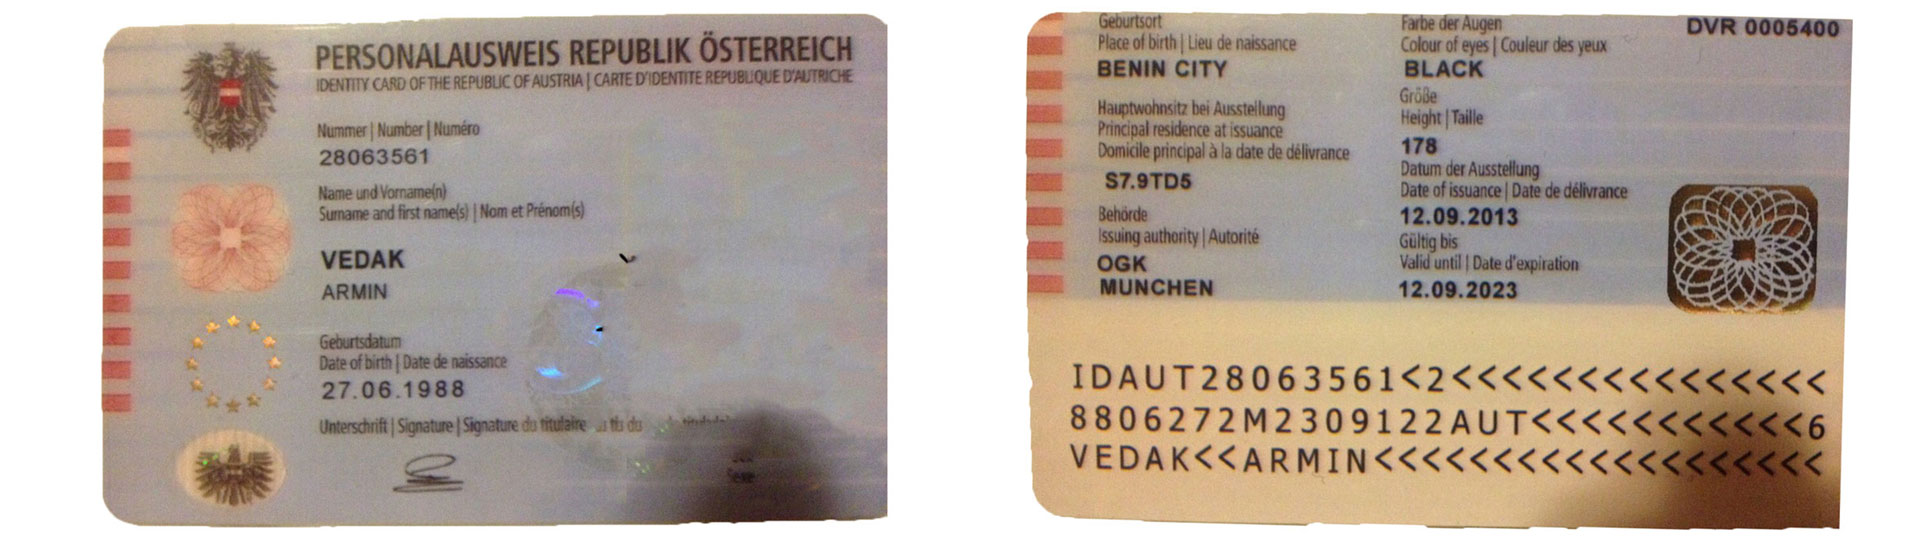 PERSONALAUSWEIS REPUBLIK ÖSTERREICH
IDENTITY CARD OF THE REPUBLIC OF AUSTRIA | CARTE D'IDENTITE REPUBLIQUE D'AUTRICHE
Nummer | Number | Numéro
28063561
Name und Vorname(n)
Surname and first name(s) | Nom et Prénom(s)
VEDAK
ARMIN
Geburtsdatum
Date of birth | Date de naissance
27.06.1988
Unterschrift | Signature | Signature du titulaire
Sexe
Geburtsort
Place of birth | Lieu de naissance
BENIN CITY
Hauptwohnsitz bei Ausstellung
Principal residence at issuance
Domicile principal à la date de délivrance
S7.9TD5
Behörde
Issuing authority | Autorité
OGK
MUNCHEN
Farbe der Augen
Colour of eyes | Couleur des yeux
BLACK
Größe
Height | Taille
178
Datum der Ausstellung
Date of issuance | Date de délivrance
12.09.2013
Gültig bis
Valid until | Date d'expiration
12.09.2023
DVR 0005400
IDAUT28063561<2<<<<<<<<<<<<<<<
8806272M2309122AUT<<<<<<<<<<<6
VEDAK<<ARMIN<<<<<<<<<<<<<<<<<<